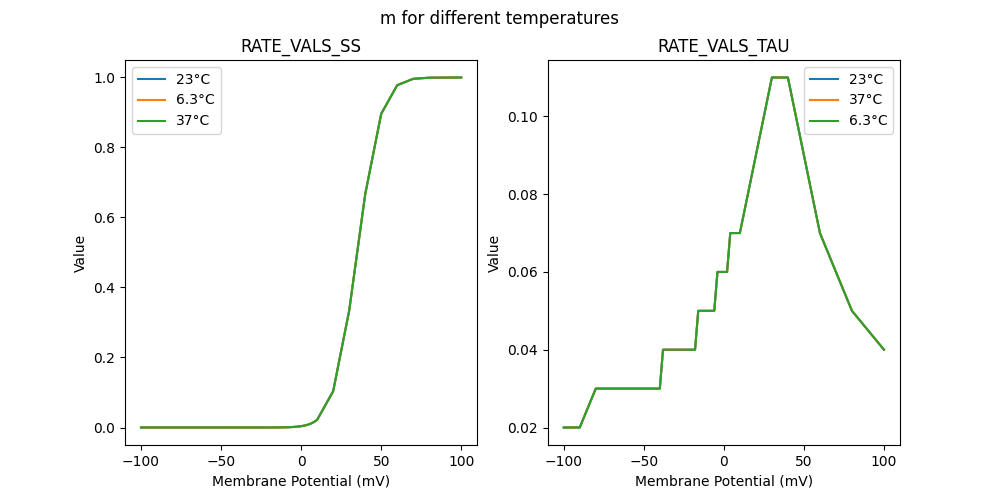 m for different temperatures
RATE_VALS_SS
23°C
6.3°C
37°C
1.0
0.8
0.6
0.4
0.2
0.0
Value
−100
−50
0
50
100
Membrane Potential (mV)
RATE_VALS_TAU
23°C
37°C
6.3°C
0.10
0.08
0.06
0.04
0.02
Value
−100
−50
0
50
100
Membrane Potential (mV)